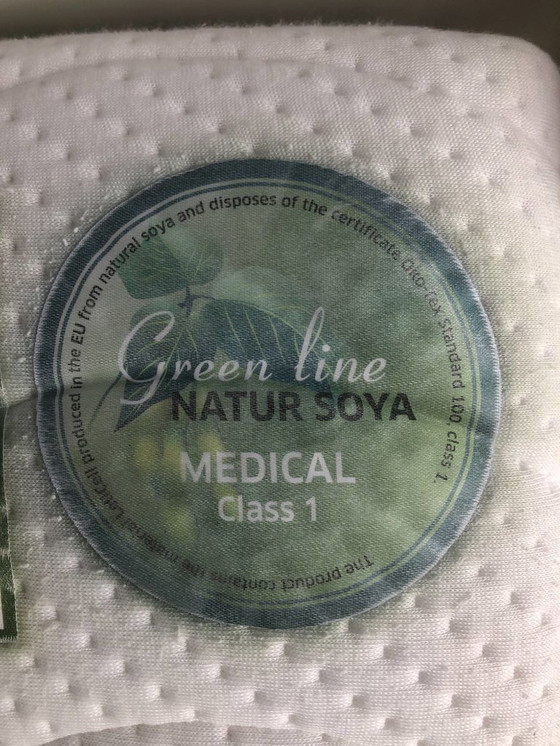 Green line
NATUR SOYA
MEDICAL
Class 1
The product contains the material Leticell produced in the EU from natural soya and disposes of the certificate Öko-Tex Standard 100, class 1.